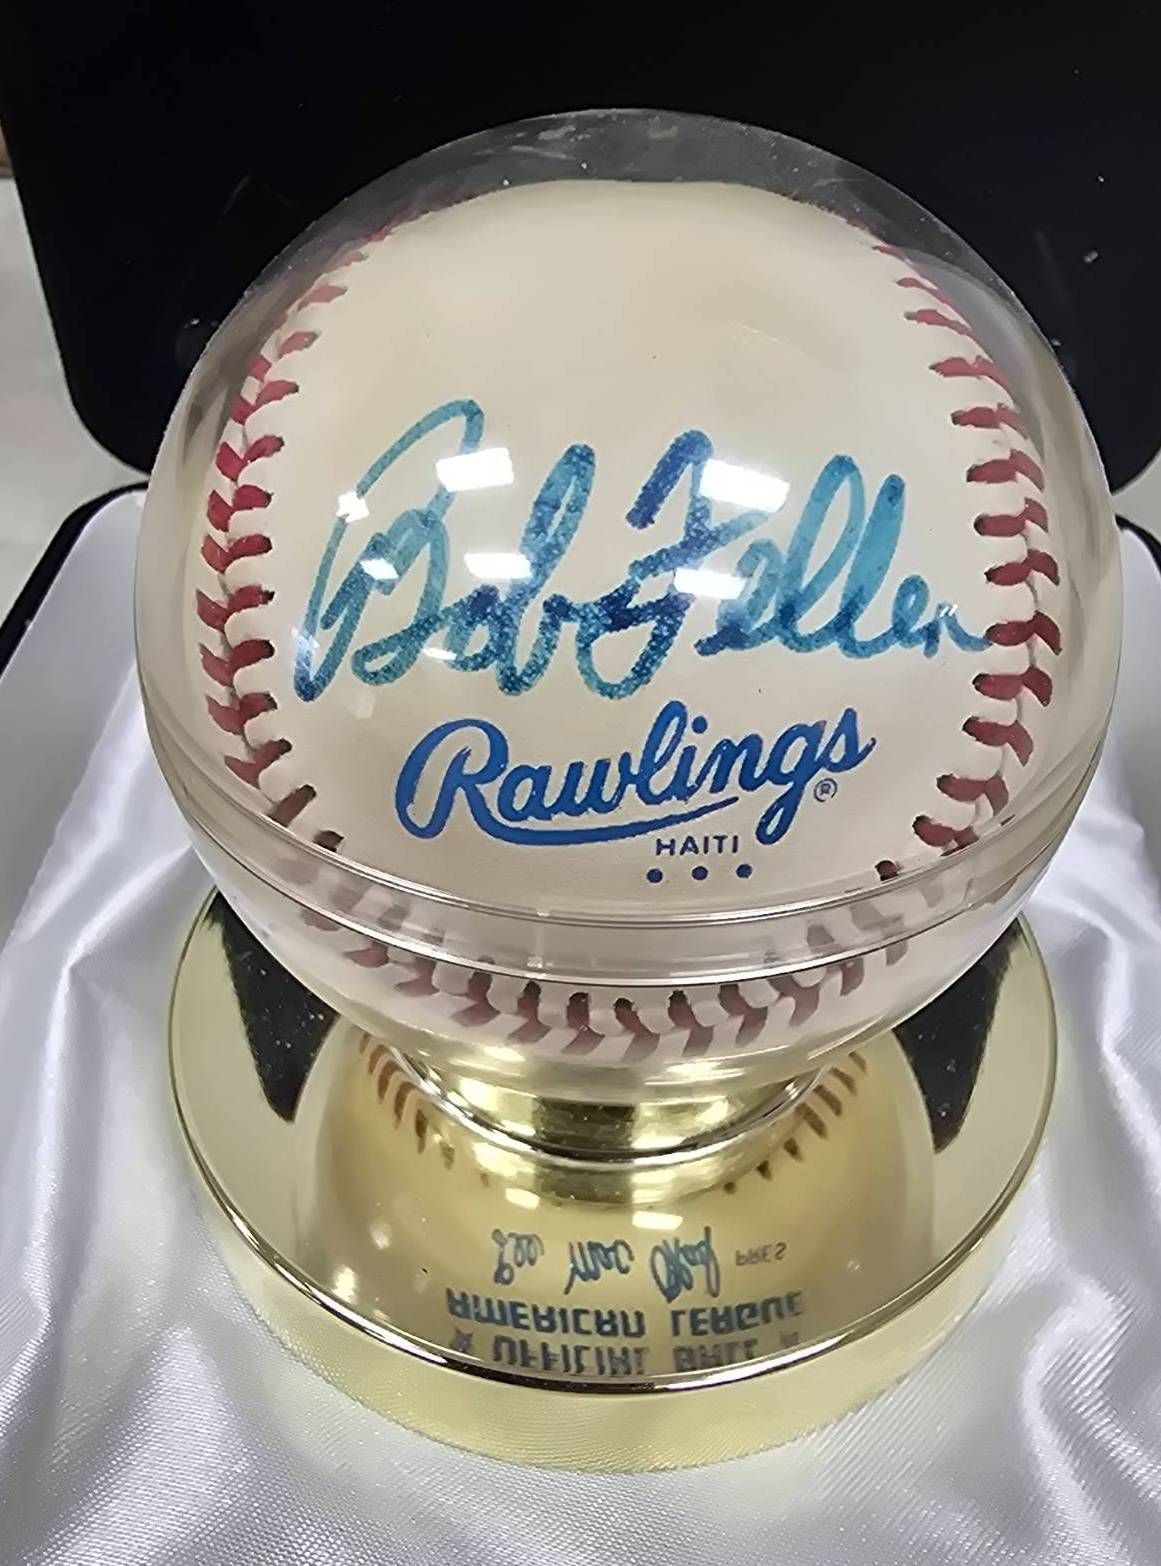 Bob Feller
Rawlings®
HAITI
PRES
AMERICAN LEAGUE
OFFICIAL BALL